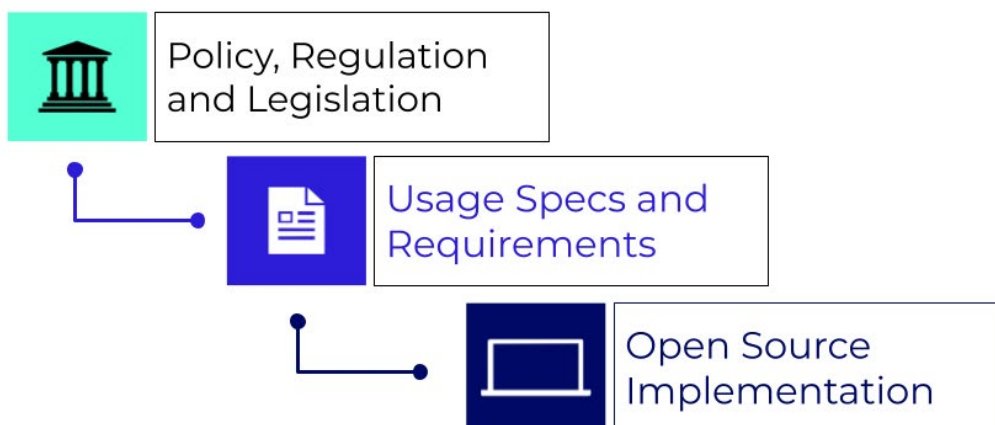 Policy, Regulation
and Legislation
Usage Specs and
Requirements
Open Source
Implementation